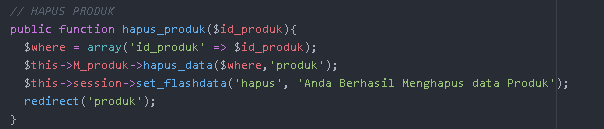 // HAPUS PRODUK
public function hapus_produk($id_produk){
$where = array('id_produk' => $id_produk);
$this->M_produk->hapus_data($where,'produk');
$this->session->set_flashdata('hapus', 'Anda Berhasil Menghapus data Produk');
redirect('produk');
}